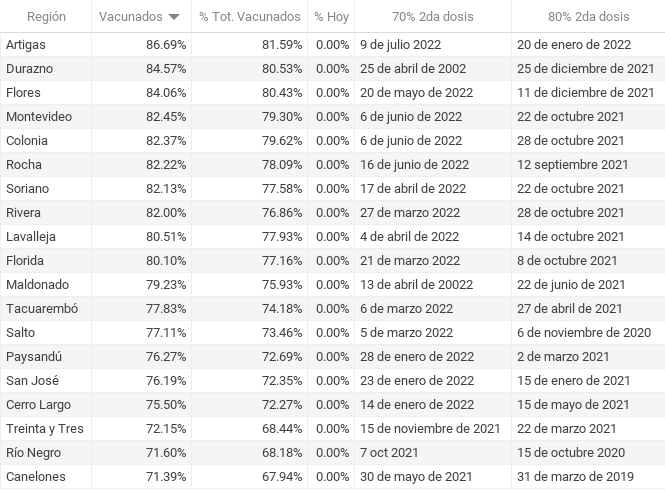 Región Vacunados % Tot. Vacunados % Hoy 70% 2da dosis 80% 2da dosis
Artigas 86.69% 81.59% 0.00% 9 de julio 2022 20 de enero de 2022
Durazno 84.57% 80.53% 0.00% 25 de abril de 2002 25 de diciembre de 2021
Flores 84.06% 80.43% 0.00% 20 de mayo de 2022 11 de diciembre de 2021
Montevideo 82.45% 79.30% 0.00% 6 de junio de 2022 22 de octubre 2021
Colonia 82.37% 79.62% 0.00% 6 de junio de 2022 28 de octubre 2021
Rocha 82.22% 78.09% 0.00% 16 de junio de 2022 12 septiembre 2021
Soriano 82.13% 77.58% 0.00% 17 de abril de 2022 22 de octubre 2021
Rivera 82.00% 76.86% 0.00% 27 de marzo 2022 28 de octubre 2021
Lavalleja 80.51% 77.93% 0.00% 4 de abril de 2022 14 de octubre 2021
Florida 80.10% 77.16% 0.00% 21 de marzo 2022 8 de octubre 2021
Maldonado 79.23% 75.93% 0.00% 13 de abril de 20022 22 de junio de 2021
Tacuarembó 77.83% 74.18% 0.00% 6 de marzo 2022 27 de abril de 2021
Salto 77.11% 73.46% 0.00% 5 de marzo 2022 6 de noviembre de 2020
Paysandú 76.27% 72.69% 0.00% 28 de enero de 2022 2 de marzo 2021
San José 76.19% 72.35% 0.00% 23 de enero de 2022 15 de enero de 2021
Cerro Largo 75.50% 72.27% 0.00% 14 de enero de 2022 15 de mayo de 2021
Treinta y Tres 72.15% 68.44% 0.00% 15 de noviembre de 2021 22 de marzo 2021
Río Negro 71.60% 68.18% 0.00% 7 oct 2021 15 de octubre 2020
Canelones 71.39% 67.94% 0.00% 30 de mayo de 2021 31 de marzo de 2019